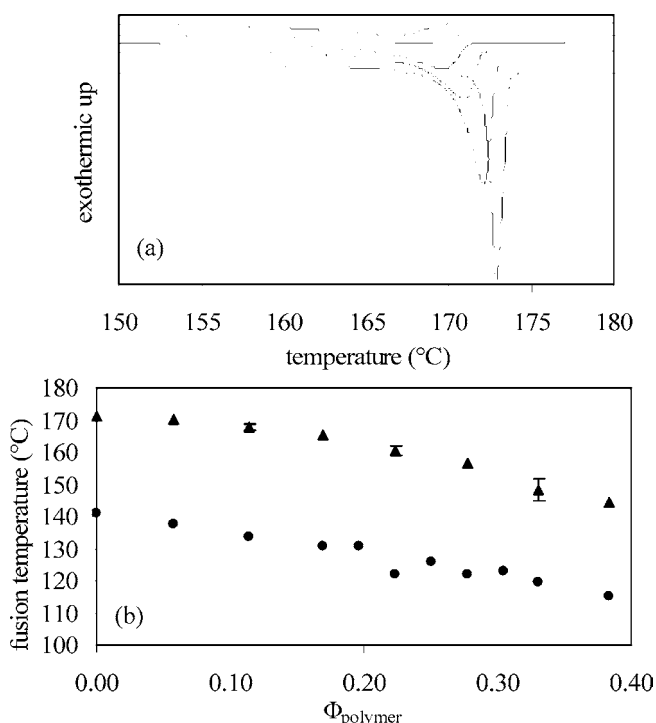 exothermic up
(a)
150 155 160 165 170 175 180
temperature (°C)
fusion temperature (°C)
180
170
160
150
140
130
120
110
100
(b)
0.00 0.10 0.20 0.30 0.40
Φpolymer